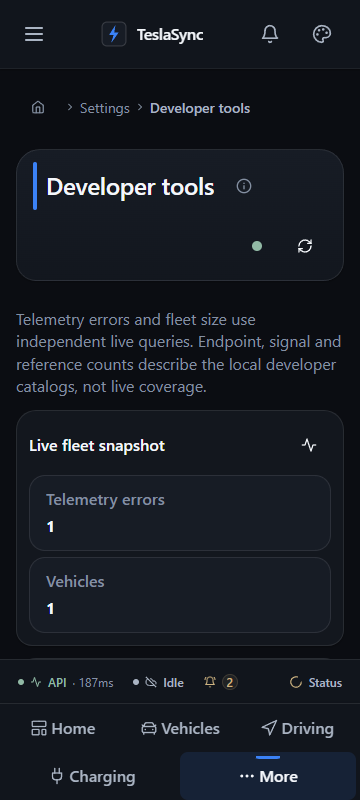 TeslaSync
Settings
Developer tools
Developer tools
Telemetry errors and fleet size use
independent live queries. Endpoint, signal and
reference counts describe the local developer
catalogs, not live coverage.
Live fleet snapshot
Telemetry errors
1
Vehicles
1
API · 187ms Idle 2 Status
Home Vehicles Driving
Charging More